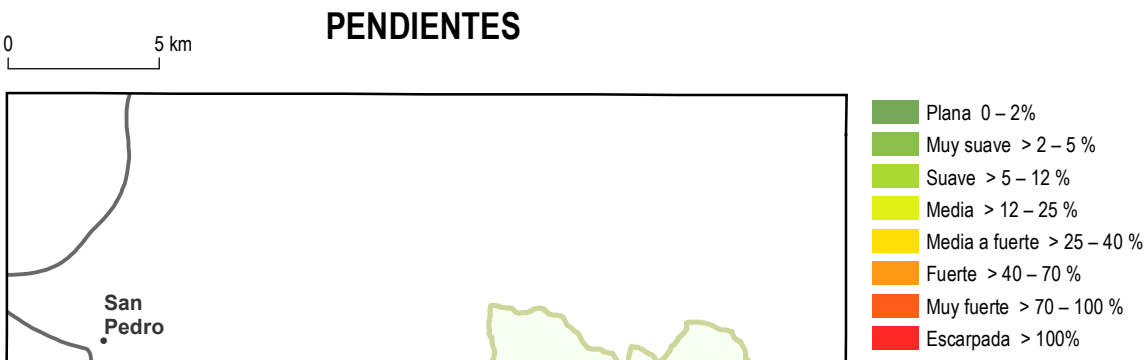 PENDIENTES
0 5 km
Plana 0 – 2%
Muy suave > 2 – 5 %
Suave > 5 – 12 %
Media > 12 – 25 %
Media a fuerte > 25 – 40 %
Fuerte > 40 – 70 %
Muy fuerte > 70 – 100 %
Escarpada > 100%
San
Pedro